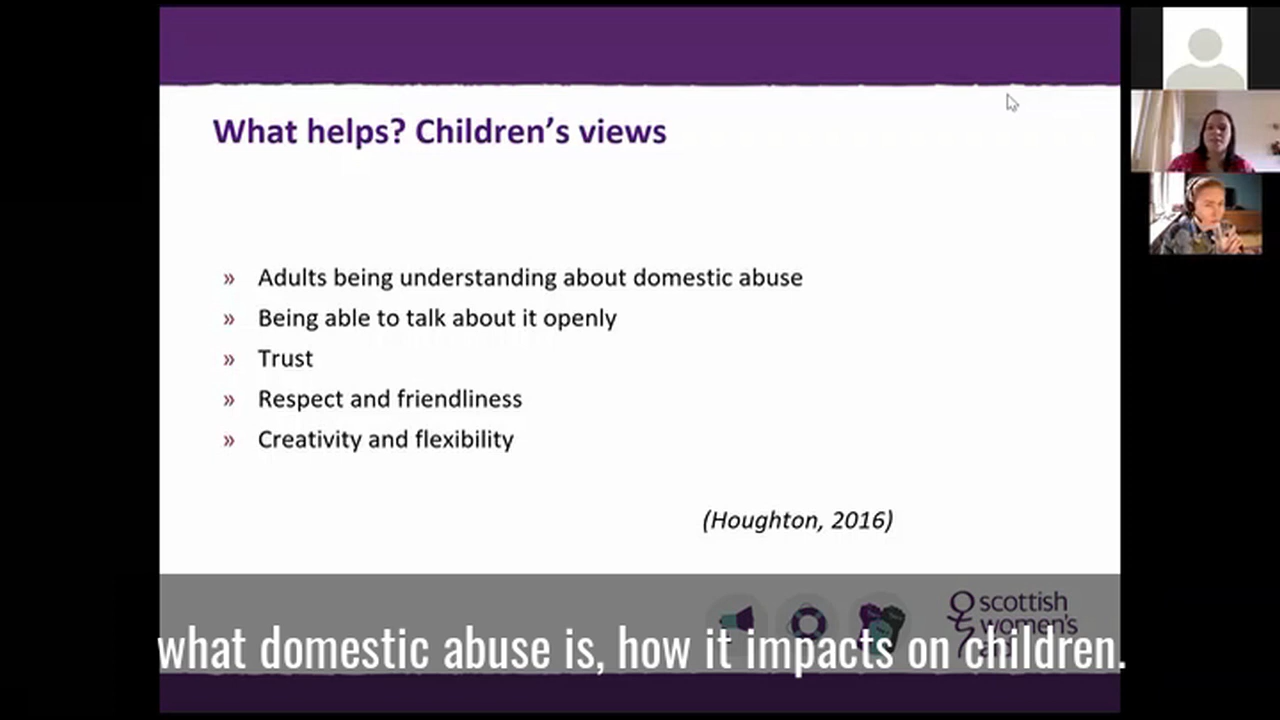 What helps? Children's views
» Adults being understanding about domestic abuse
» Being able to talk about it openly
» Trust
» Respect and friendliness
» Creativity and flexibility
(Houghton, 2016)
scottish
women's
what domestic abuse is, how it impacts on children.